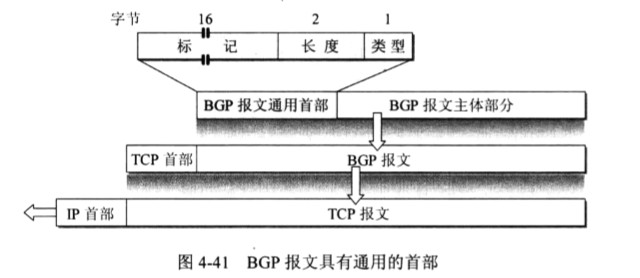 字节 16 2 1
标 记 长 度 类 型
BGP 报文通用首部 BGP 报文主体部分
TCP 首部 BGP 报文
IP 首部 TCP 报文
图 4-41 BGP 报文具有通用的首部